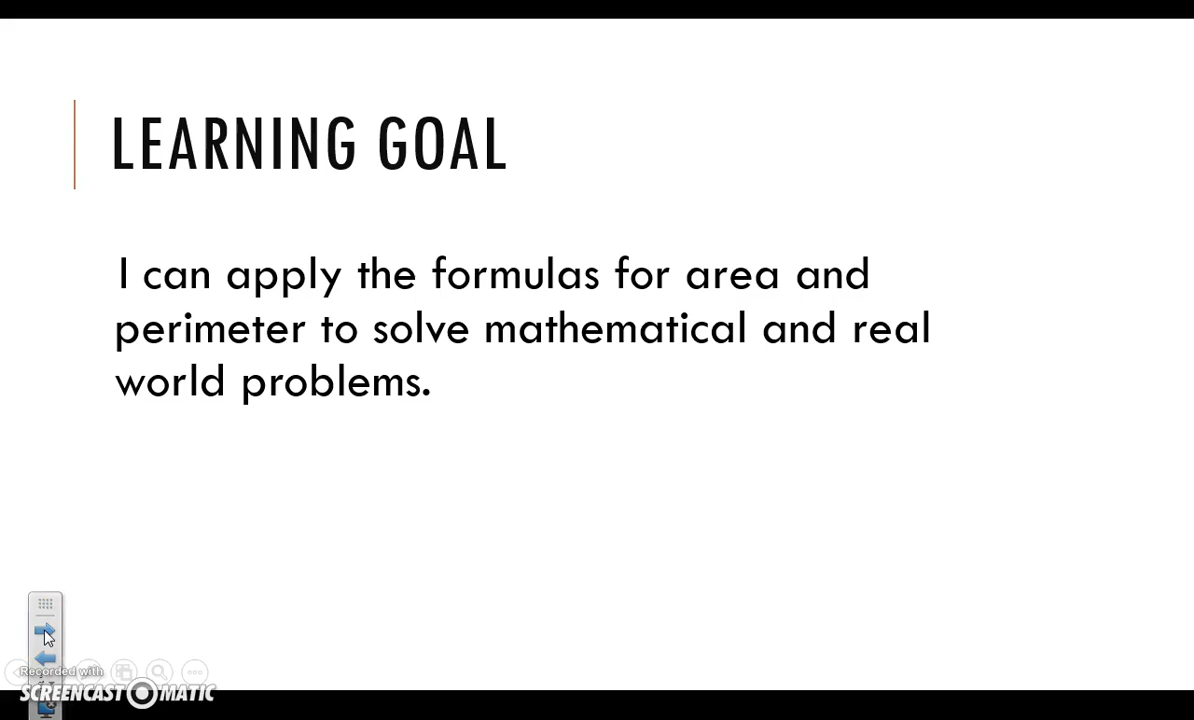 LEARNING GOAL
I can apply the formulas for area and
perimeter to solve mathematical and real
world problems.
Recorded with
SCREENCAST MATIC